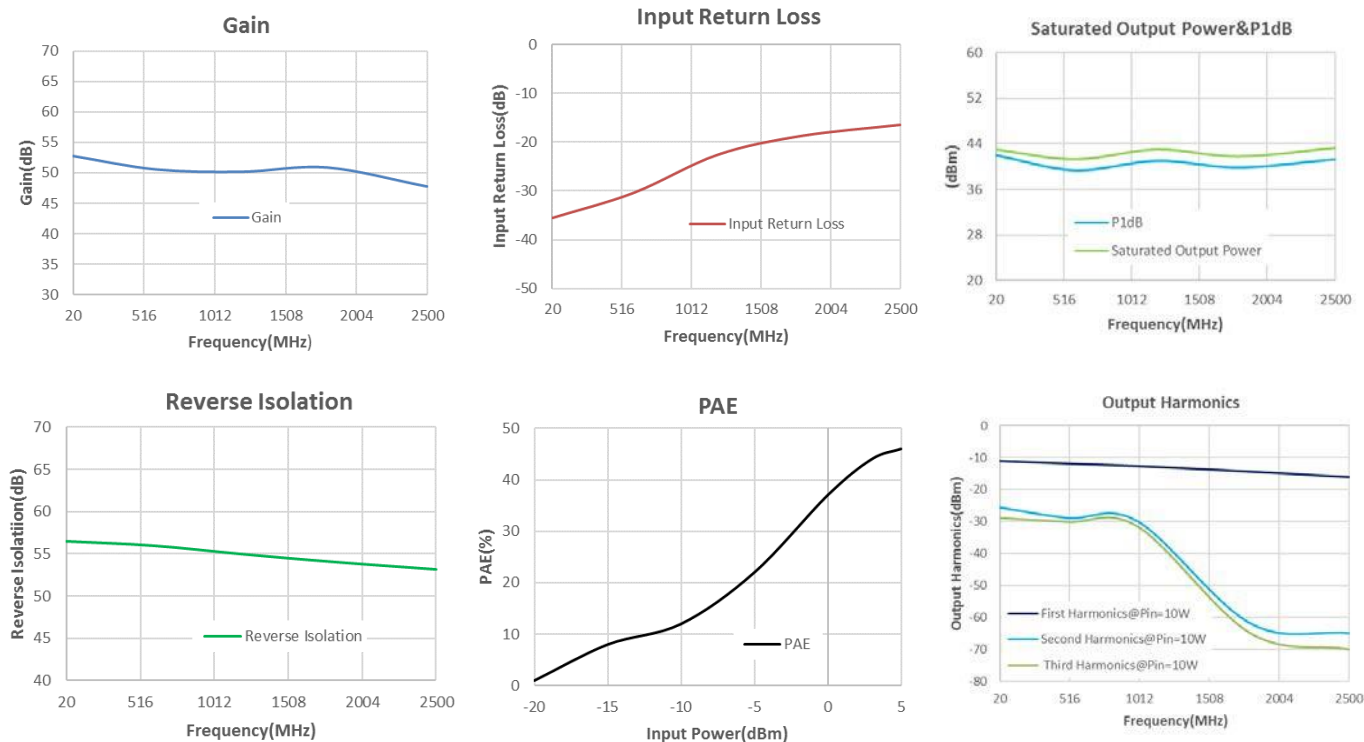 Gain
70
65
60
55
50
45
40
35
30
Gain(dB)
Gain
20 516 1012 1508 2004 2500
Frequency(MHz)
Input Return Loss
0
-10
-20
-30
-40
-50
Input Return Loss(dB)
Input Return Loss
20 516 1012 1508 2004 2500
Frequency(MHz)
Saturated Output Power&P1dB
60
52
44
36
28
20
(dBm)
P1dB
Saturated Output Power
20 516 1012 1508 2004 2500
Frequency(MHz)
Reverse Isolation
70
65
60
55
50
45
40
Reverse Isolatiion(dB)
Reverse Isolation
20 516 1012 1508 2004 2500
Frequency(MHz)
PAE
50
40
30
20
10
0
PAE(%)
PAE
-20 -15 -10 -5 0 5
Input Power(dBm)
Output Harmonics
0
-10
-20
-30
-40
-50
-60
-70
-80
Output Harmonics(dBm)
First Harmonics@Pin=10W
Second Harmonics@Pin=10W
Third Harmonics@Pin=10W
20 516 1012 1508 2004 2500
Frequency(MHz)